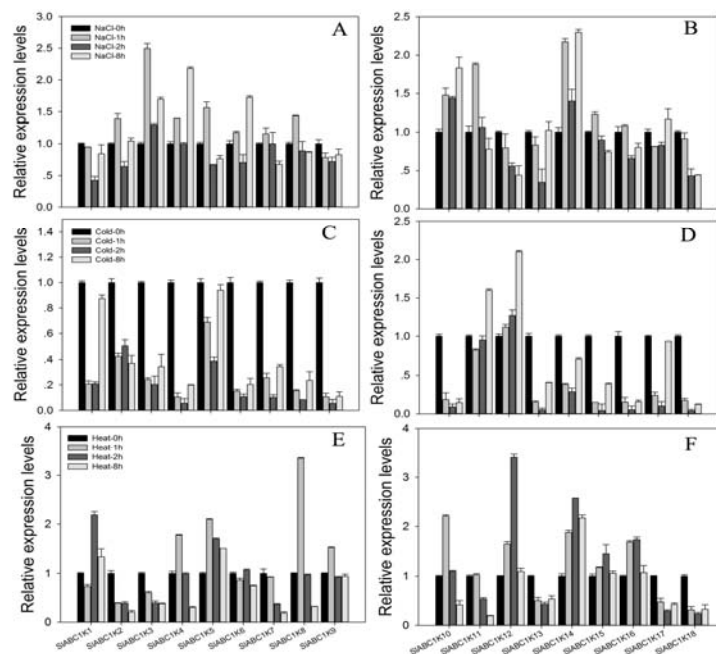 A
NaCl-0h
NaCl-1h
NaCl-2h
NaCl-8h
Relative expression levels
3.0
2.5
2.0
1.5
1.0
.5
0.0
B
Relative expression levels
2.5
2.0
1.5
1.0
.5
0.0
C
Cold-0h
Cold-1h
Cold-2h
Cold-8h
Relative expression levels
1.4
1.2
1.0
.8
.6
.4
.2
.0
D
Relative expression levels
2.5
2.0
1.5
1.0
.5
.0
E
Heat-0h
Heat-1h
Heat-2h
Heat-8h
Relative expression levels
4
3
2
1
0
SlABC1K1
SlABC1K2
SlABC1K3
SlABC1K4
SlABC1K5
SlABC1K6
SlABC1K7
SlABC1K8
SlABC1K9
F
Relative expression levels
4
3
2
1
0
SlABC1K10
SlABC1K11
SlABC1K12
SlABC1K13
SlABC1K14
SlABC1K15
SlABC1K16
SlABC1K17
SlABC1K18